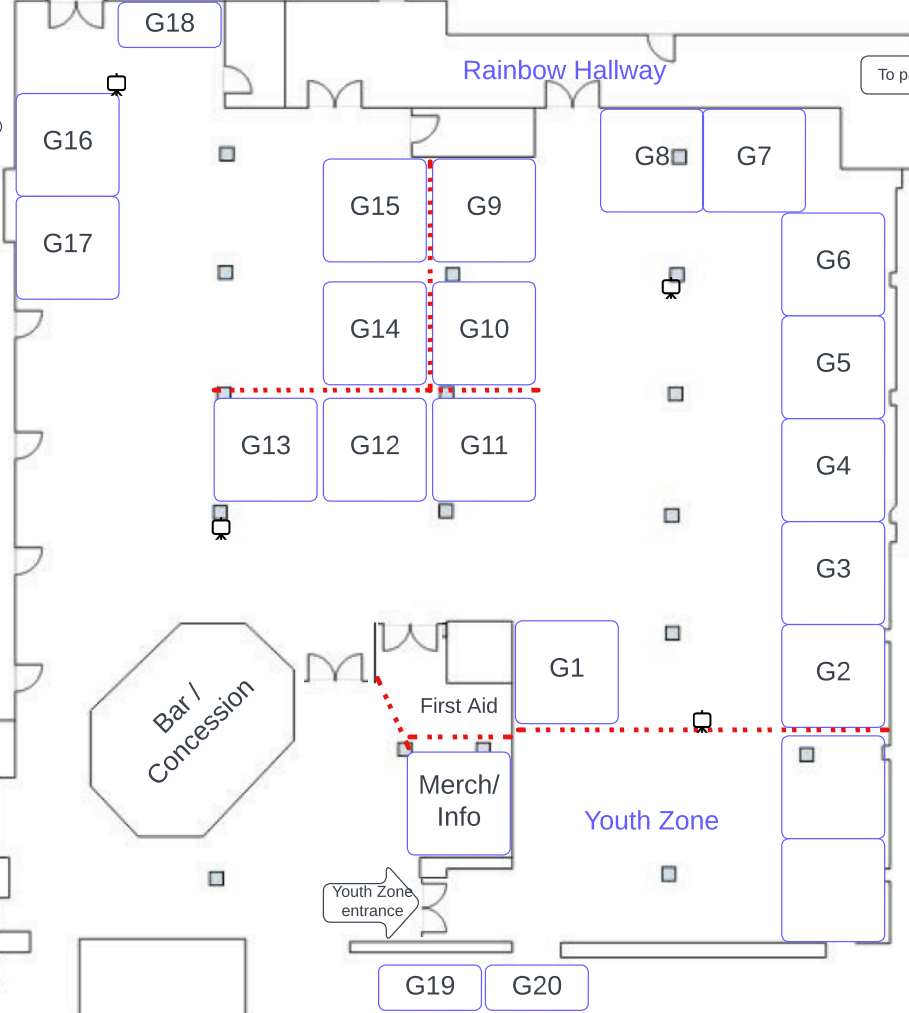 G18
Rainbow Hallway
To pa
G16
G8
G7
G15
G9
G17
G6
G14
G10
G5
G13
G12
G11
G4
G3
G1
G2
Bar /
Concession
First Aid
Merch/
Info
Youth Zone
Youth Zone
entrance
G19
G20